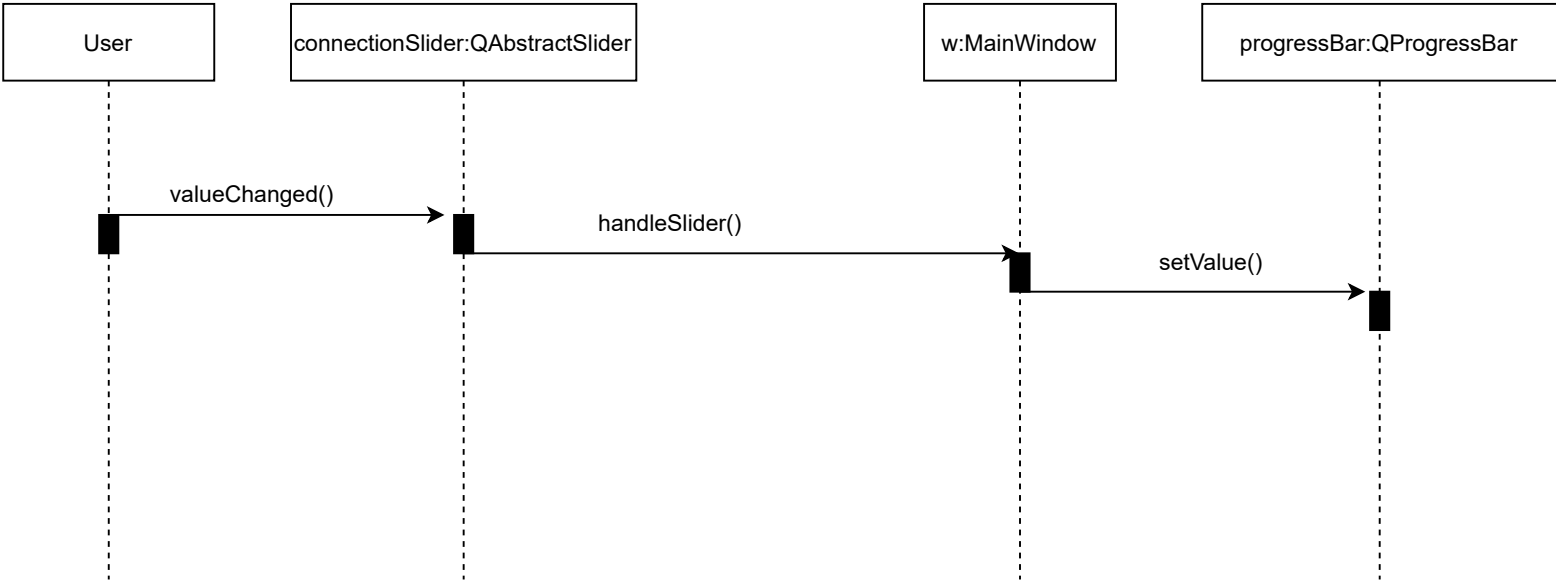 User
connectionSlider:QAbstractSlider
w:MainWindow
progressBar:QProgressBar
valueChanged()
handleSlider()
setValue()